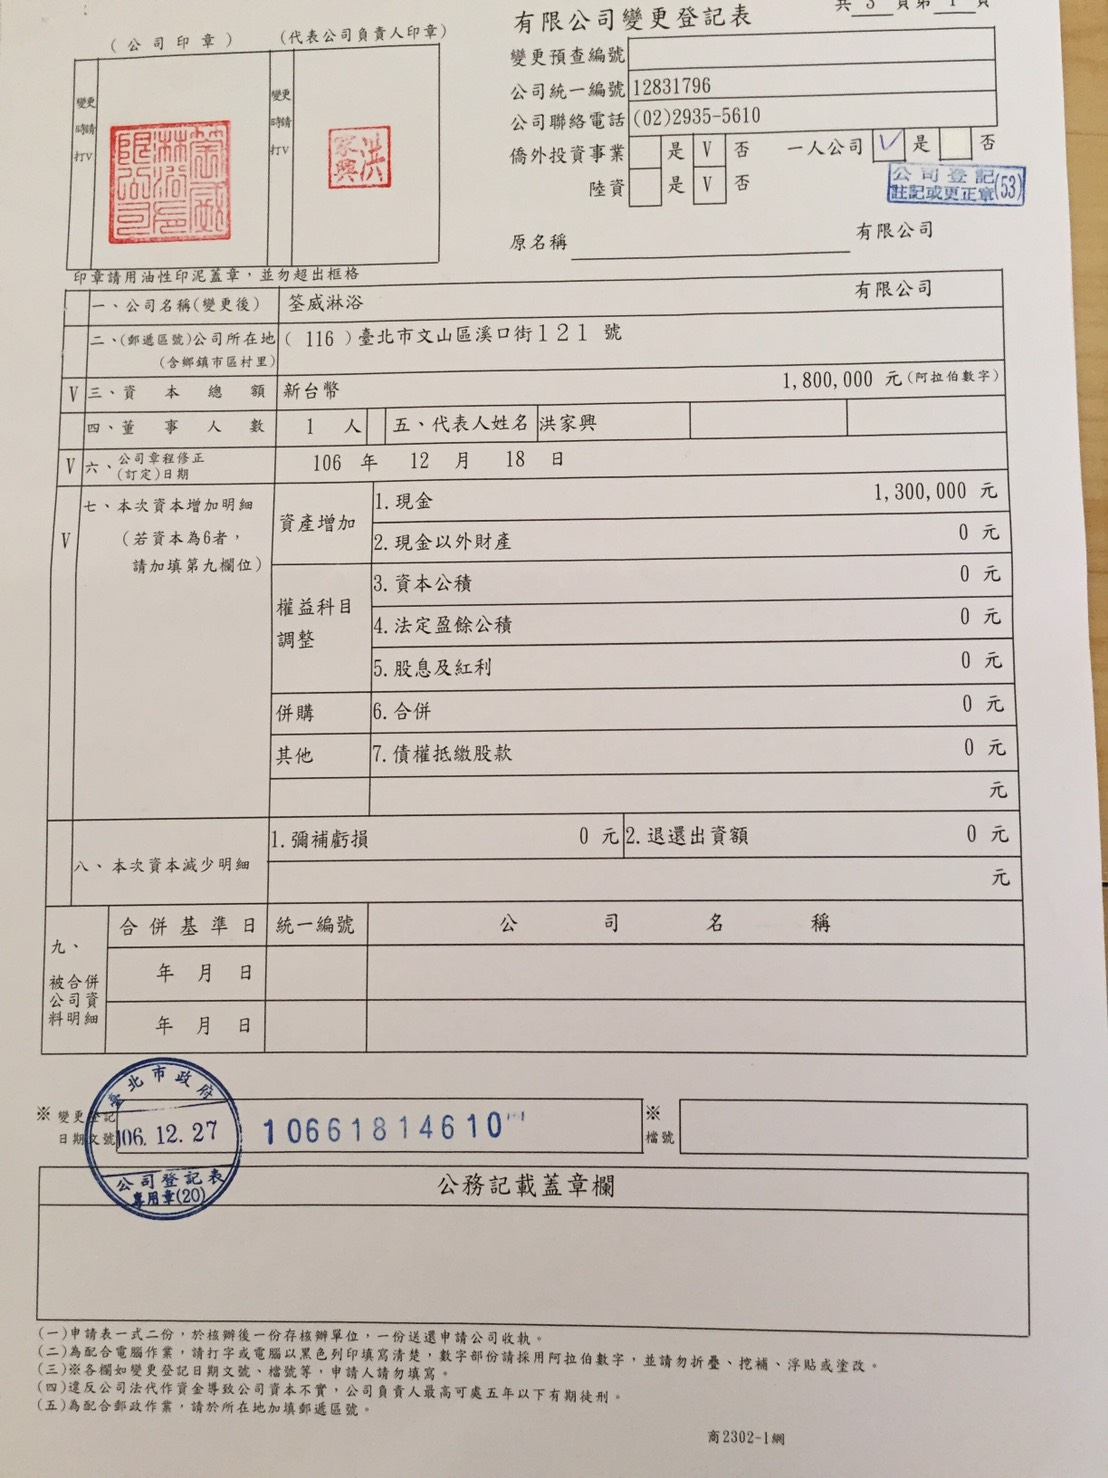 共 3 頁第 1 頁
有限公司變更登記表
(公司印章)
(代表公司負責人印章)
變更時請打V
變更時請打V
洪家興
變更預查編號
公司統一編號 12831796
公司聯絡電話 (02)2935-5610
僑外投資事業 是 V 否 一人公司 V 是 否
陸資 是 V 否
公司登記
註記或更正章(53)
原名稱 有限公司
印章請用油性印泥蓋章，並勿超出框格
一、公司名稱(變更後) 筌威淋浴 有限公司
二、(郵遞區號)公司所在地 (116)臺北市文山區溪口街121號
(含鄉鎮市區村里)
V 三、資本總額 新台幣 1,800,000 元(阿拉伯數字)
四、董事人數 1 人 五、代表人姓名 洪家興
V 六、公司章程修正(訂定)日期 106 年 12 月 18 日
V 七、本次資本增加明細
(若資本為6者，
請加填第九欄位)
資產增加 1.現金 1,300,000 元
2.現金以外財產 0 元
權益科目調整 3.資本公積 0 元
4.法定盈餘公積 0 元
5.股息及紅利 0 元
併購 6.合併 0 元
其他 7.債權抵繳股款 0 元
元
八、本次資本減少明細 1.彌補虧損 0 元 2.退還出資額 0 元
元
九、被合併公司資料明細 合併基準日 統一編號 公司名稱
年 月 日
年 月 日
※ 變更登記日期文號 10661814610 ※ 檔號
臺北市政府
106.12.27
公司登記表
專用章(20)
公務記載蓋章欄
(一)申請表一式二份，於核辦後一份存核辦單位，一份送還申請公司收執。
(二)為配合電腦作業，請打字或電腦以黑色列印填寫清楚，數字部份請採用阿拉伯數字，並請勿折疊、挖補、浮貼或塗改。
(三)※各欄如變更登記日期文號、檔號等，申請人請勿填寫。
(四)違反公司法代作資金導致公司資本不實，公司負責人最高可處五年以下有期徒刑。
(五)為配合郵政作業，請於所在地加填郵遞區號。
商2302-1網